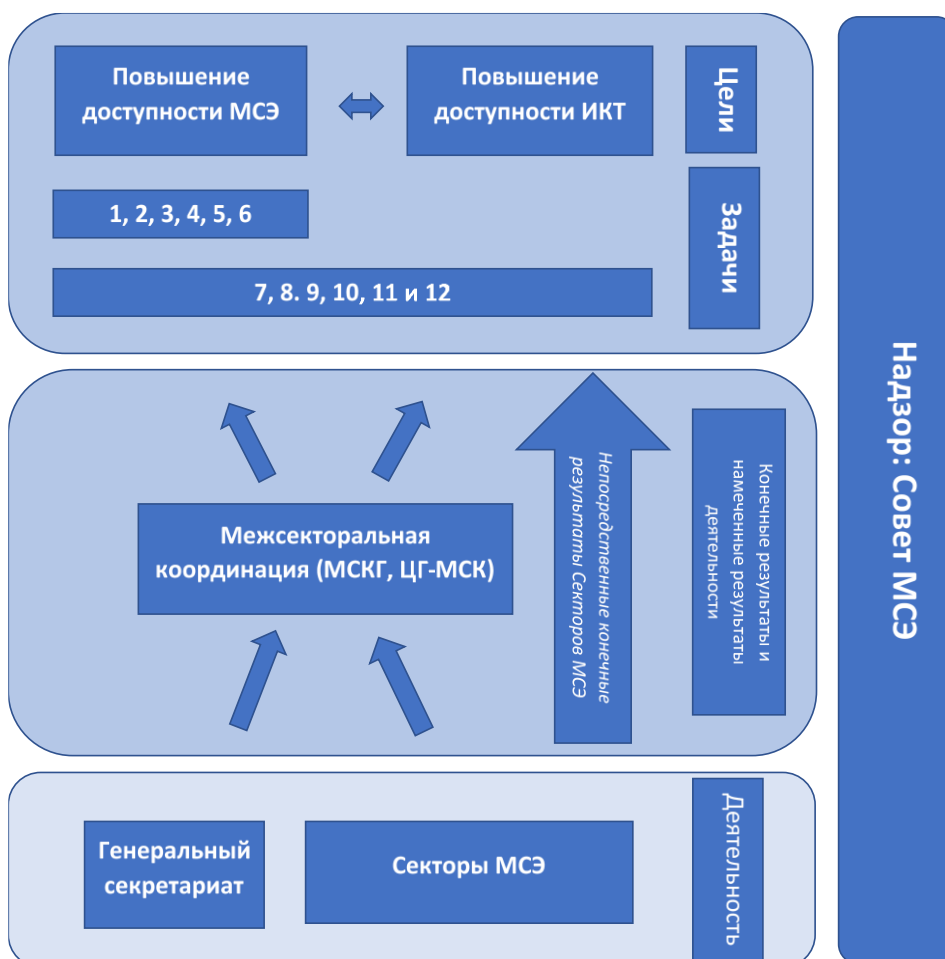 Повышение
доступности МСЭ
Повышение
доступности ИКТ
Цели
1, 2, 3, 4, 5, 6
7, 8. 9, 10, 11 и 12
Задачи
Межсекторальная
координация (МСКГ, ЦГ-МСК)
Непосредственные конечные
результаты Секторов МСЭ
Конечные результаты и
намеченные результаты
деятельности
Генеральный
секретариат
Секторы МСЭ
Деятельность
Надзор: Совет МСЭ